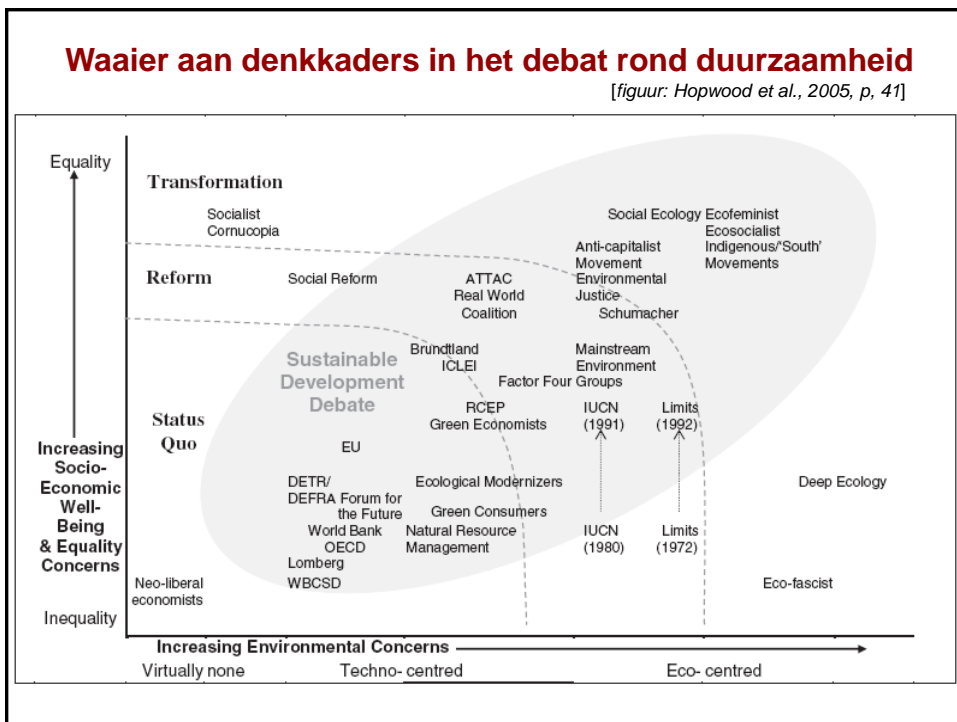 Waaier aan denkkaders in het debat rond duurzaamheid
[figuur: Hopwood et al., 2005, p, 41]
Equality
Transformation
Socialist
Cornucopia
Social Ecology Ecofeminist
Ecosocialist
Indigenous/'South'
Movements
Anti-capitalist
Movement
Environmental
Justice
Reform
Social Reform
ATTAC
Real World
Coalition
Schumacher
Sustainable
Development
Debate
Brundtland
ICLEI
Mainstream
Environment
Factor Four Groups
Status
Quo
RCEP
Green Economists
IUCN
(1991)
Limits
(1992)
EU
Increasing
Socio-
Economic
Well-
Being
& Equality
Concerns
DETR/
DEFRA Forum for
the Future
Ecological Modernizers
Deep Ecology
Green Consumers
World Bank
OECD
Natural Resource
Management
IUCN
(1980)
Limits
(1972)
Lomberg
WBCSD
Neo-liberal
economists
Eco-fascist
Inequality
Increasing Environmental Concerns
Virtually none
Techno- centred
Eco- centred